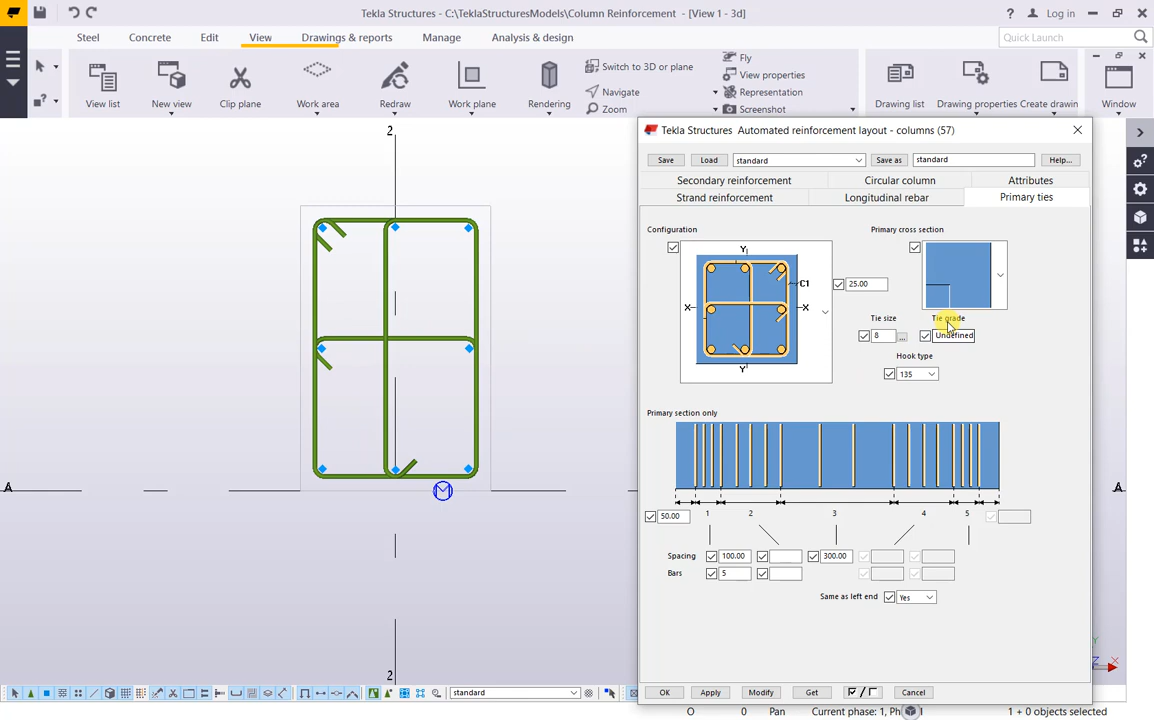 Tekla Structures - C:\TeklaStructuresModels\Column Reinforcement - [View 1 - 3d]
Log in
Steel Concrete Edit View Drawings & reports Manage Analysis & design
Quick Launch
View list
New view
Clip plane
Work area
Redraw
Work plane
Rendering
Switch to 3D or plane
Navigate
Zoom
Fly
View properties
Representation
Screenshot
Drawing list
Drawing properties
Create drawin
Window
2
Tekla Structures Automated reinforcement layout - columns (57)
Save Load standard Save as standard Help...
Secondary reinforcement Circular column Attributes
Strand reinforcement Longitudinal rebar Primary ties
Configuration
Primary cross section
Y
C1
X X
Y
25.00
Tie size Tie grade
8 ... Undefined
Hook type
135
Primary section only
50.00 1 2 3 4 5
Spacing 100.00 300.00
Bars 5
Same as left end Yes
A A
2
M
Y
Z X
OK Apply Modify Get / Cancel
standard
O 0 Pan Current phase: 1, Ph 1 1 + 0 objects selected